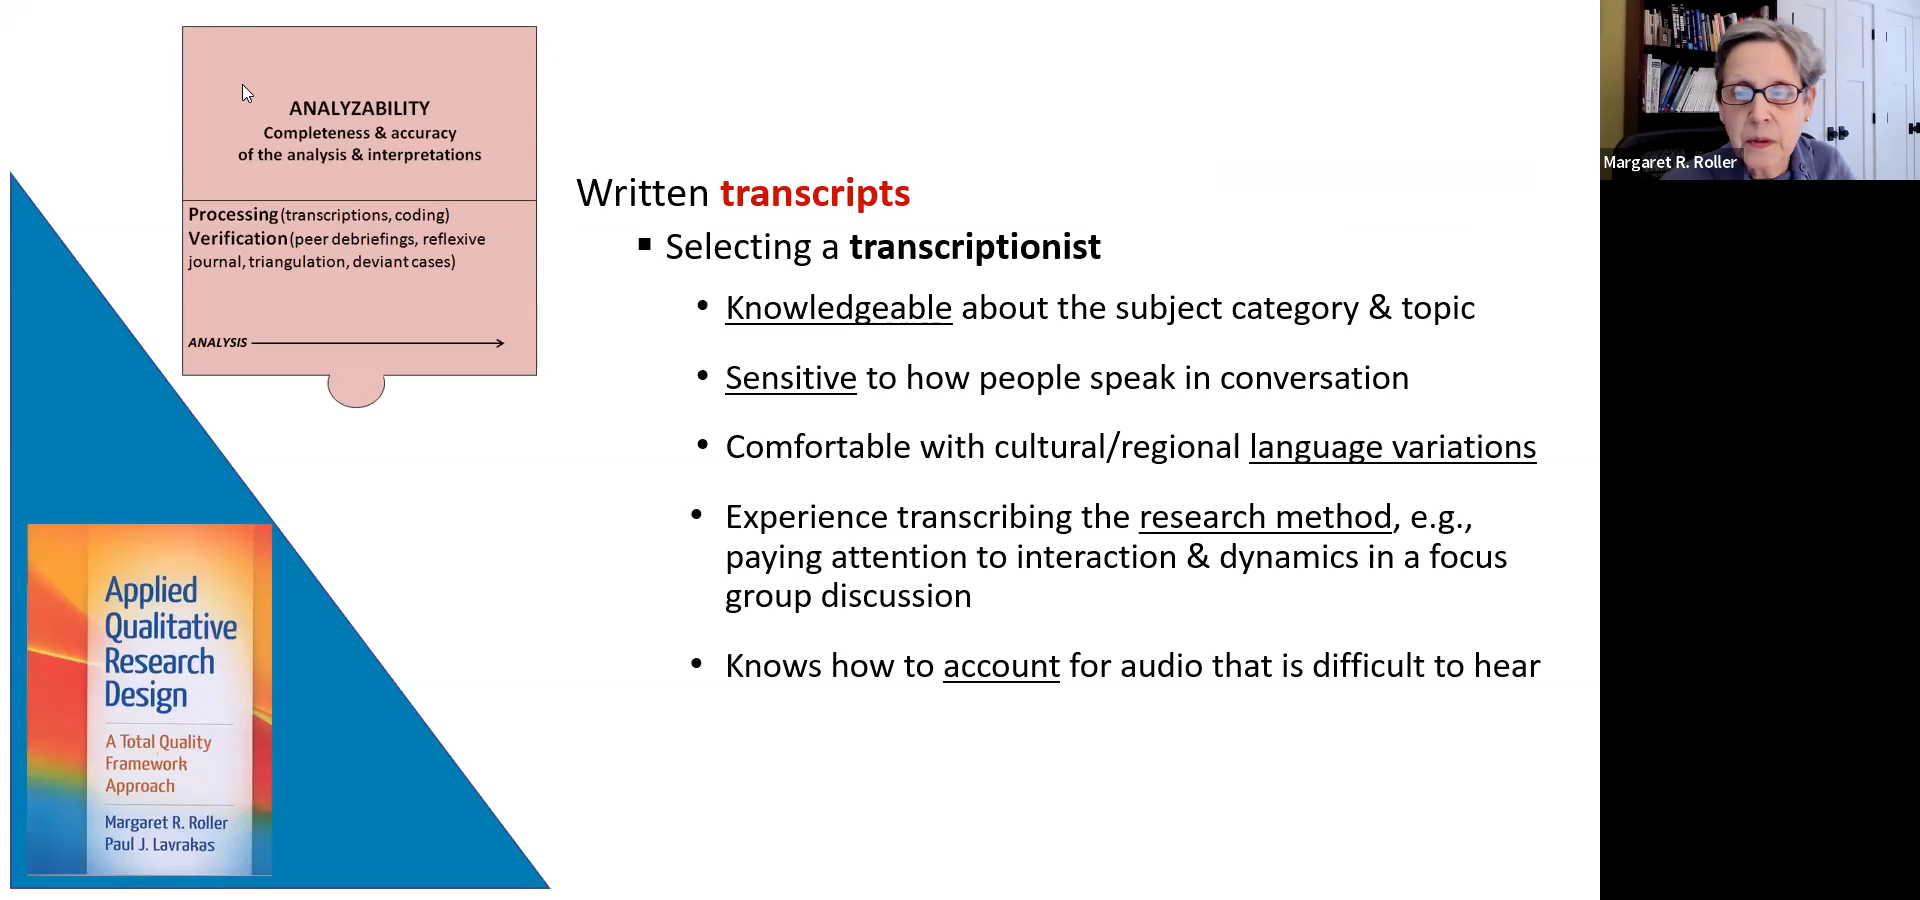 ANALYZABILITY
Completeness & accuracy
of the analysis & interpretations
Processing (transcriptions, coding)
Verification (peer debriefings, reflexive
journal, triangulation, deviant cases)
ANALYSIS
Written transcripts
▪ Selecting a transcriptionist
• Knowledgeable about the subject category & topic
• Sensitive to how people speak in conversation
• Comfortable with cultural/regional language variations
• Experience transcribing the research method, e.g.,
paying attention to interaction & dynamics in a focus
group discussion
• Knows how to account for audio that is difficult to hear
Applied
Qualitative
Research
Design
A Total Quality
Framework
Approach
Margaret R. Roller
Paul J. Lavrakas
Margaret R. Roller